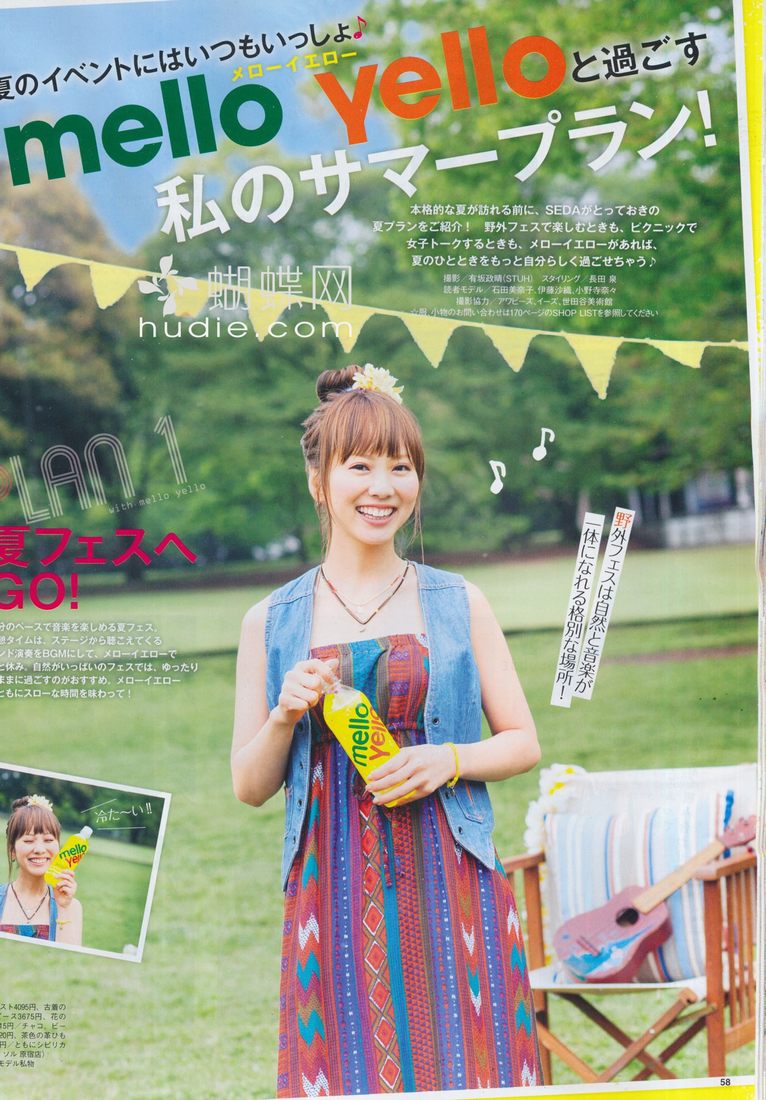 夏のイベントにはいつもいっしょ♪
メローイエロー
mello yelloと過ごす
私のサマープラン!
本格的な夏が訪れる前に、SEDAがとっておきの
夏プランをご紹介! 野外フェスで楽しむときも、ピクニックで
女子トークするときも、メローイエローがあれば、
夏のひとときをもっと自分らしく過ごせちゃう♪
撮影/有坂政晴(STUH) スタイリング/長田 泉
読者モデル/石田美奈子、伊藤沙織、小野寺奈々
撮影協力/アワビーズ、イーズ、世田谷美術館
☆服、小物のお問い合わせは170ページのSHOP LISTを参照してください
蝴蝶网
hudie.com
PLAN 1
with mello yello
夏フェスへ
GO!
分のペースで音楽を楽しめる夏フェス。
憩タイムは、ステージから聴こえてくる
ンド演奏をBGMにして、メローイエローで
と休み。自然がいっぱいのフェスでは、ゆったり
ままに過ごすのがおすすめ。メローイエロー
ともにスローな時間を味わって!
野外フェスは自然と音楽が
一体になれる格別な場所!
mello
yello
冷た〜い!!
mello
yello
スト4095円、古着の
ピース3675円、花の
15円/チャコ、ビー
20円、茶色の革ひも
円/ともにシピリカ
ソル 原宿店)
モデル私物
58